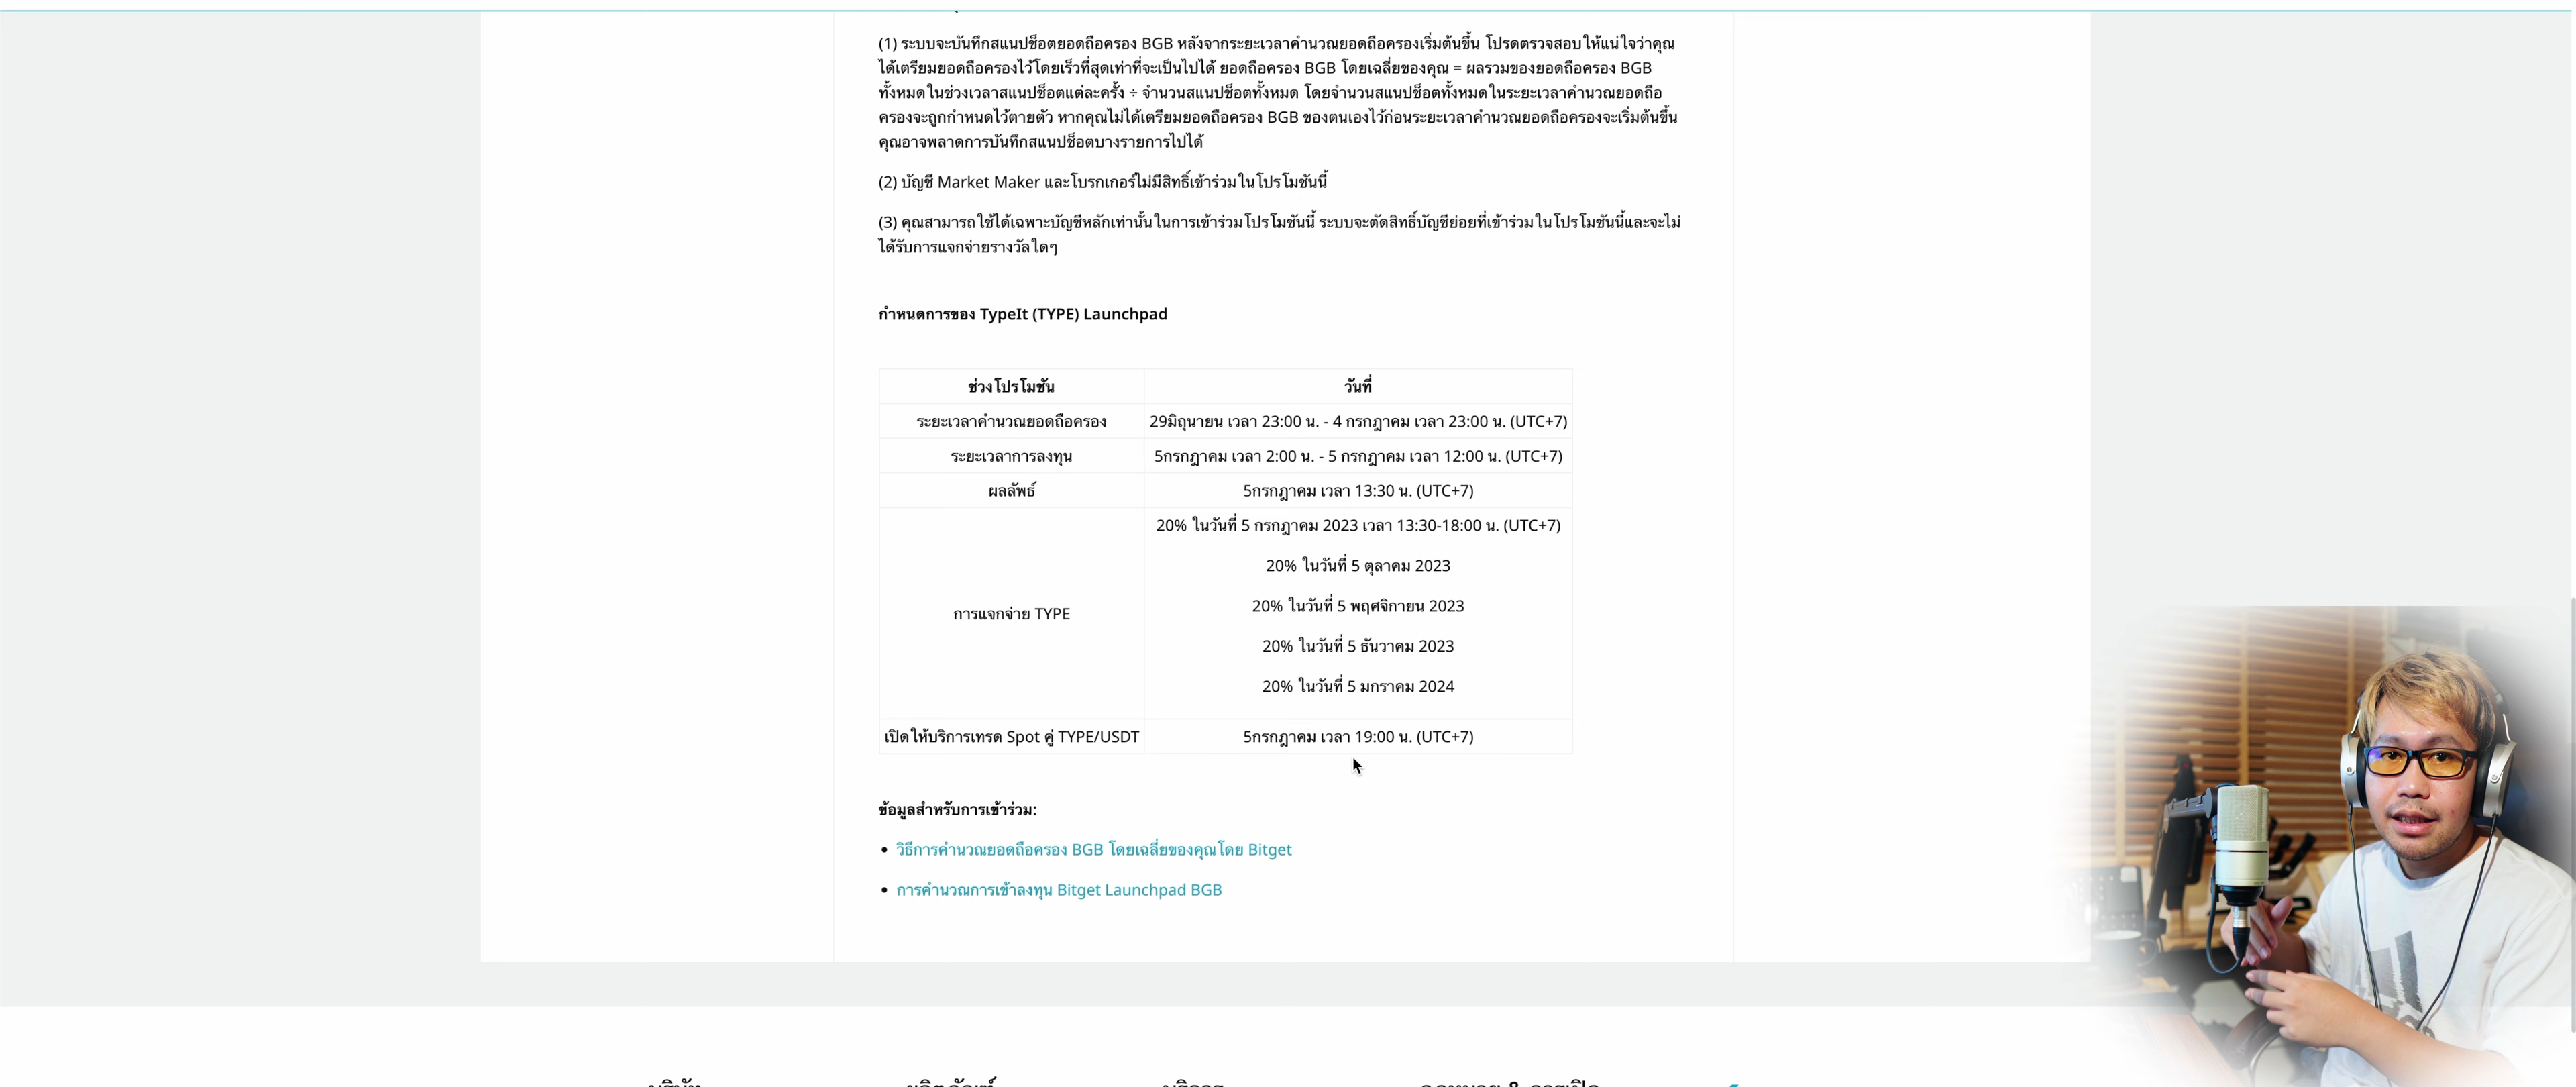 (1) ระบบจะบันทึกสแนปช็อตยอดถือครอง BGB หลังจากระยะเวลาคำนวณยอดถือครองเริ่มต้นขึ้น โปรดตรวจสอบให้แน่ใจว่าคุณ
ได้เตรียมยอดถือครองไว้โดยเร็วที่สุดเท่าที่จะเป็นไปได้ ยอดถือครอง BGB โดยเฉลี่ยของคุณ = ผลรวมของยอดถือครอง BGB
ทั้งหมดในช่วงเวลาสแนปช็อตแต่ละครั้ง ÷ จำนวนสแนปช็อตทั้งหมด โดยจำนวนสแนปช็อตทั้งหมดในระยะเวลาคำนวณยอดถือ
ครองจะถูกกำหนดไว้ตายตัว หากคุณไม่ได้เตรียมยอดถือครอง BGB ของตนเองไว้ก่อนระยะเวลาคำนวณยอดถือครองจะเริ่มต้นขึ้น
คุณอาจพลาดการบันทึกสแนปช็อตบางรายการไปได้
(2) บัญชี Market Maker และโบรกเกอร์ไม่มีสิทธิ์เข้าร่วมในโปรโมชันนี้
(3) คุณสามารถใช้ได้เฉพาะบัญชีหลักเท่านั้นในการเข้าร่วมโปรโมชันนี้ ระบบจะตัดสิทธิ์บัญชีย่อยที่เข้าร่วมในโปรโมชันนี้และจะไม่
ได้รับการแจกจ่ายรางวัลใดๆ
กำหนดการของ TypeIt (TYPE) Launchpad
ช่วงโปรโมชัน วันที่
ระยะเวลาคำนวณยอดถือครอง 29มิถุนายน เวลา 23:00 น. - 4 กรกฎาคม เวลา 23:00 น. (UTC+7)
ระยะเวลาการลงทุน 5กรกฎาคม เวลา 2:00 น. - 5 กรกฎาคม เวลา 12:00 น. (UTC+7)
ผลลัพธ์ 5กรกฎาคม เวลา 13:30 น. (UTC+7)
การแจกจ่าย TYPE 20% ในวันที่ 5 กรกฎาคม 2023 เวลา 13:30-18:00 น. (UTC+7)
20% ในวันที่ 5 ตุลาคม 2023
20% ในวันที่ 5 พฤศจิกายน 2023
20% ในวันที่ 5 ธันวาคม 2023
20% ในวันที่ 5 มกราคม 2024
เปิดให้บริการเทรด Spot คู่ TYPE/USDT 5กรกฎาคม เวลา 19:00 น. (UTC+7)
ข้อมูลสำหรับการเข้าร่วม:
• วิธีการคำนวณยอดถือครอง BGB โดยเฉลี่ยของคุณโดย Bitget
• การคำนวณการเข้าลงทุน Bitget Launchpad BGB